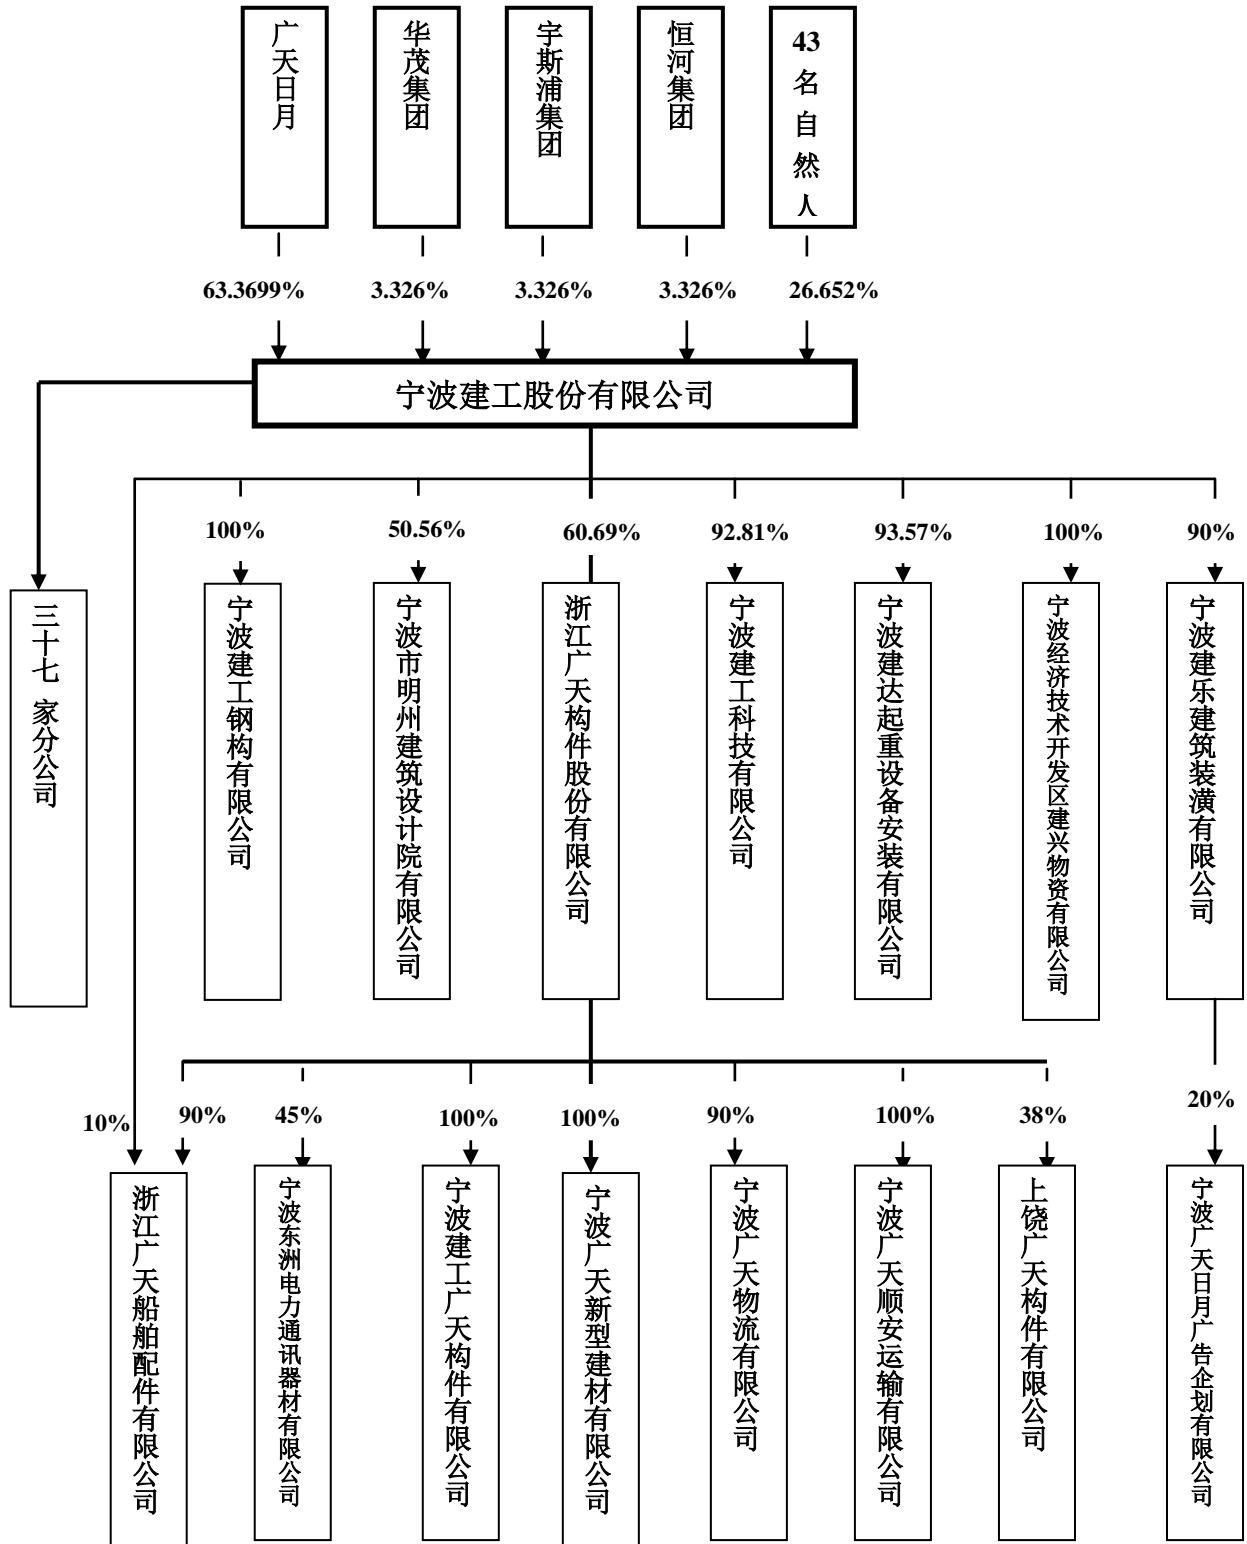 广天日月
华茂集团
宇斯浦集团
恒河集团
43名自然人
63.3699%
3.326%
3.326%
3.326%
26.652%
宁波建工股份有限公司
100%
50.56%
60.69%
92.81%
93.57%
100%
90%
三十七 家分公司
宁波建工钢构有限公司
宁波市明州建筑设计院有限公司
浙江广天构件股份有限公司
宁波建工科技有限公司
宁波建达起重设备安装有限公司
宁波经济技术开发区建兴物资有限公司
宁波建乐建筑装潢有限公司
10%
90%
45%
100%
100%
90%
100%
38%
20%
浙江广天船舶配件有限公司
宁波东洲电力通讯器材有限公司
宁波建工广天构件有限公司
宁波广天新型建材有限公司
宁波广天物流有限公司
宁波广天顺安运输有限公司
上饶广天构件有限公司
宁波广天日月广告企划有限公司